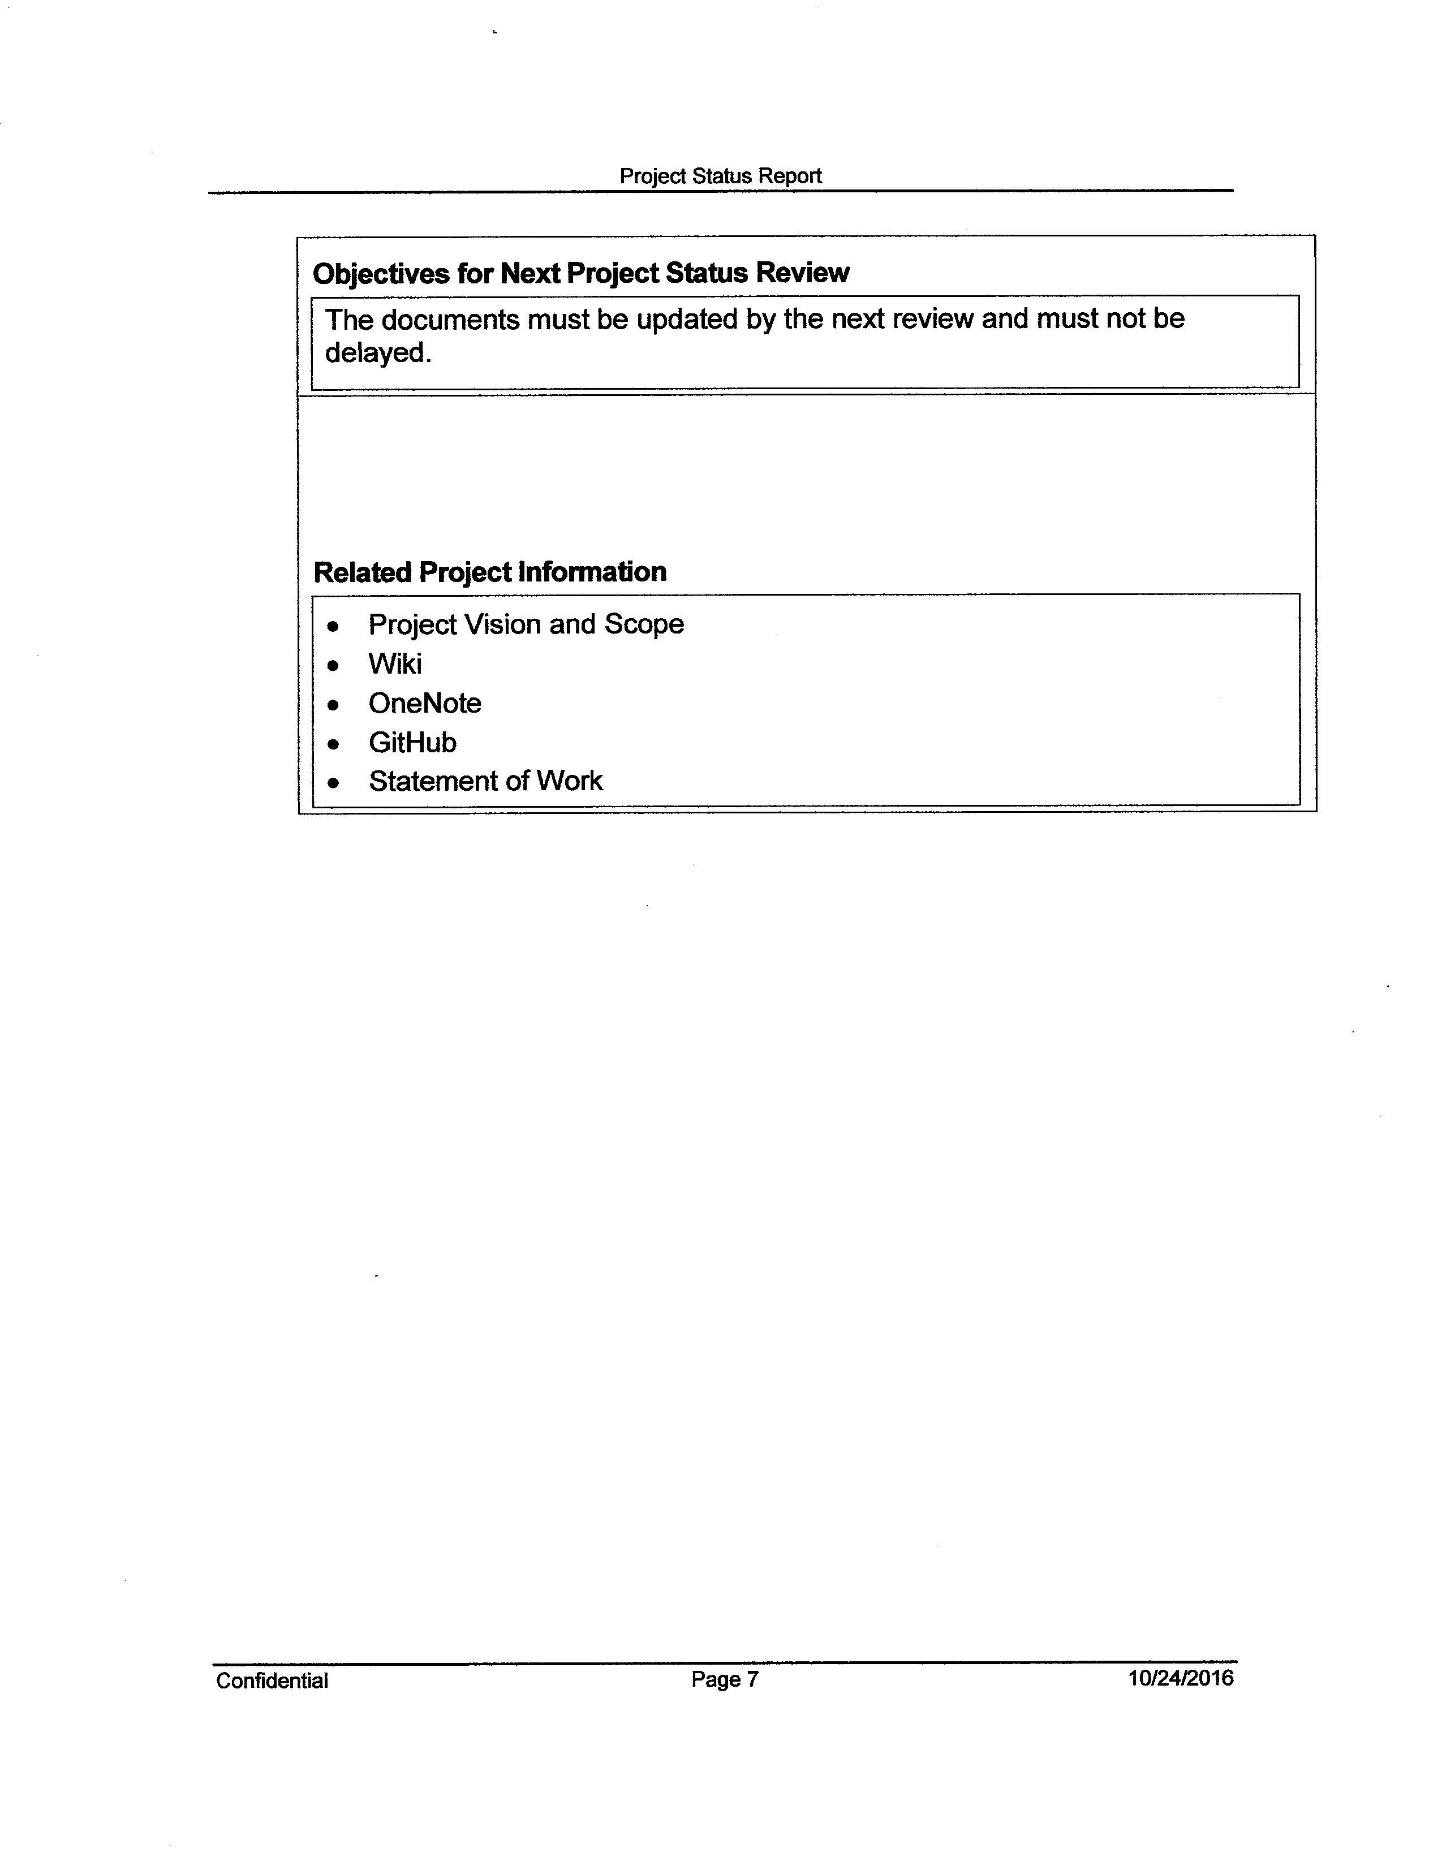 Project Status Report
Objectives for Next Project Status Review
The documents must be updated by the next review and must not be
delayed.
Related Project Information
• Project Vision and Scope
• Wiki
• OneNote
• GitHub
• Statement of Work
Confidential Page 7 10/24/2016